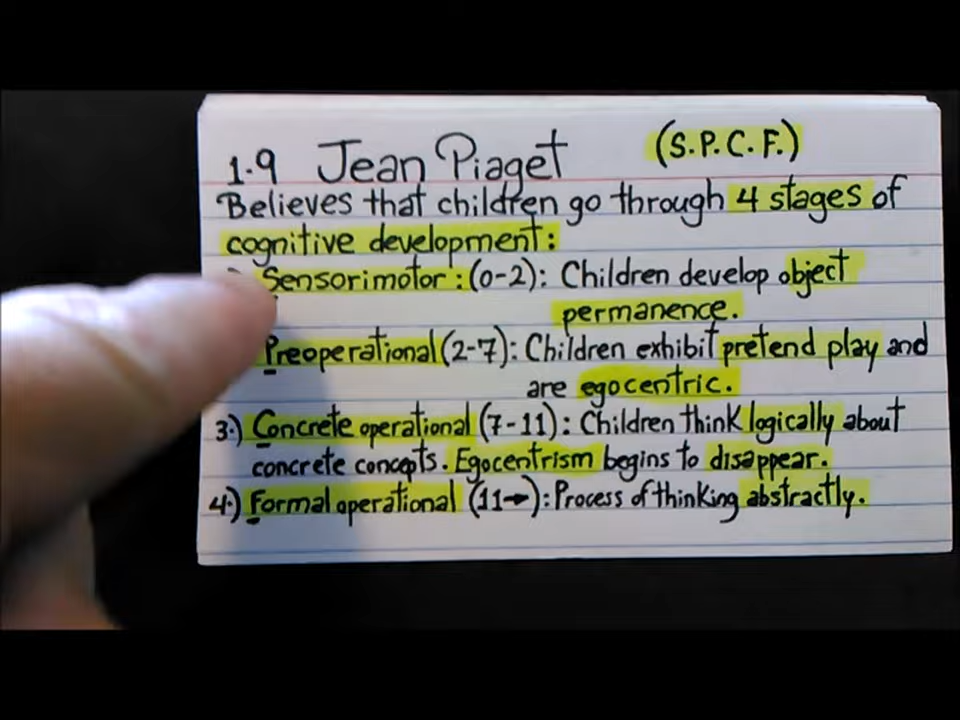 1.9 Jean Piaget (S.P.C.F.)
Believes that children go through 4 stages of
cognitive development:
Sensorimotor: (0-2): Children develop object
permanence.
Preoperational (2-7): Children exhibit pretend play and
are egocentric.
3.) Concrete operational (7-11): Children think logically about
concrete concepts. Egocentrism begins to disappear.
4.) Formal operational (11→): Process of thinking abstractly.